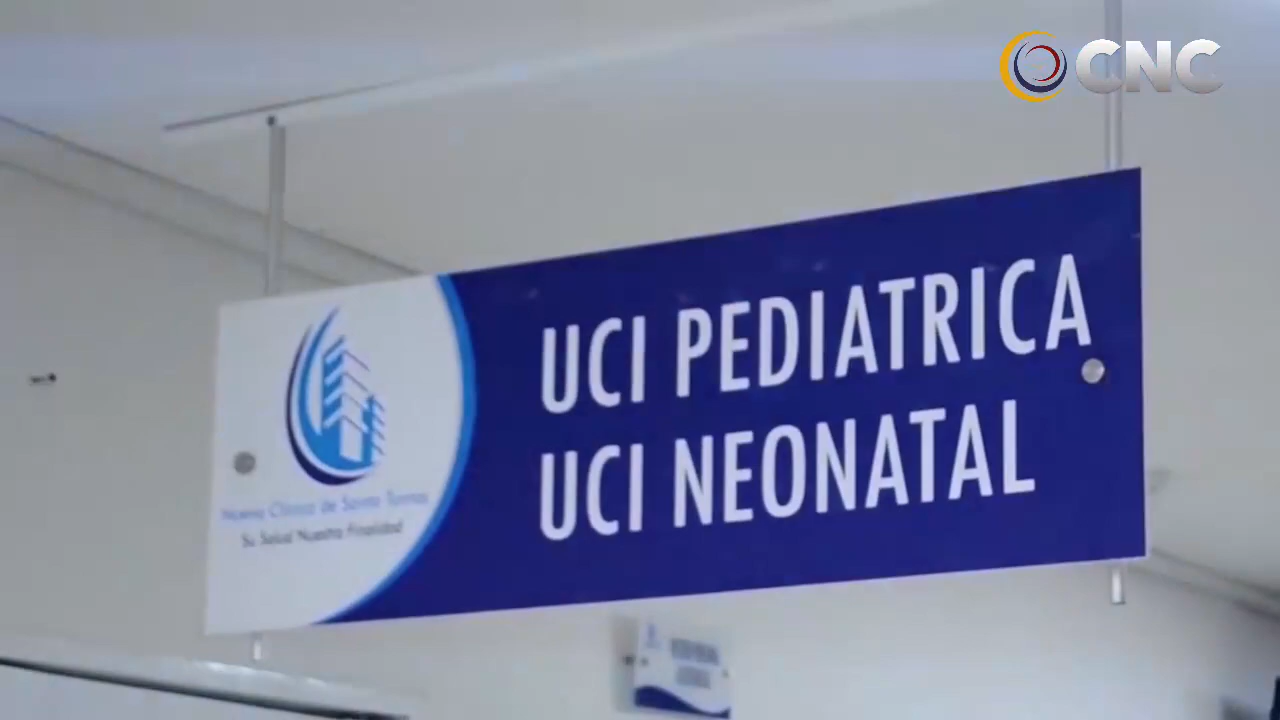 CNC
UCI PEDIATRICA
UCI NEONATAL
Nueva Clínica de Santo Tomás
Su Salud Nuestra Finalidad